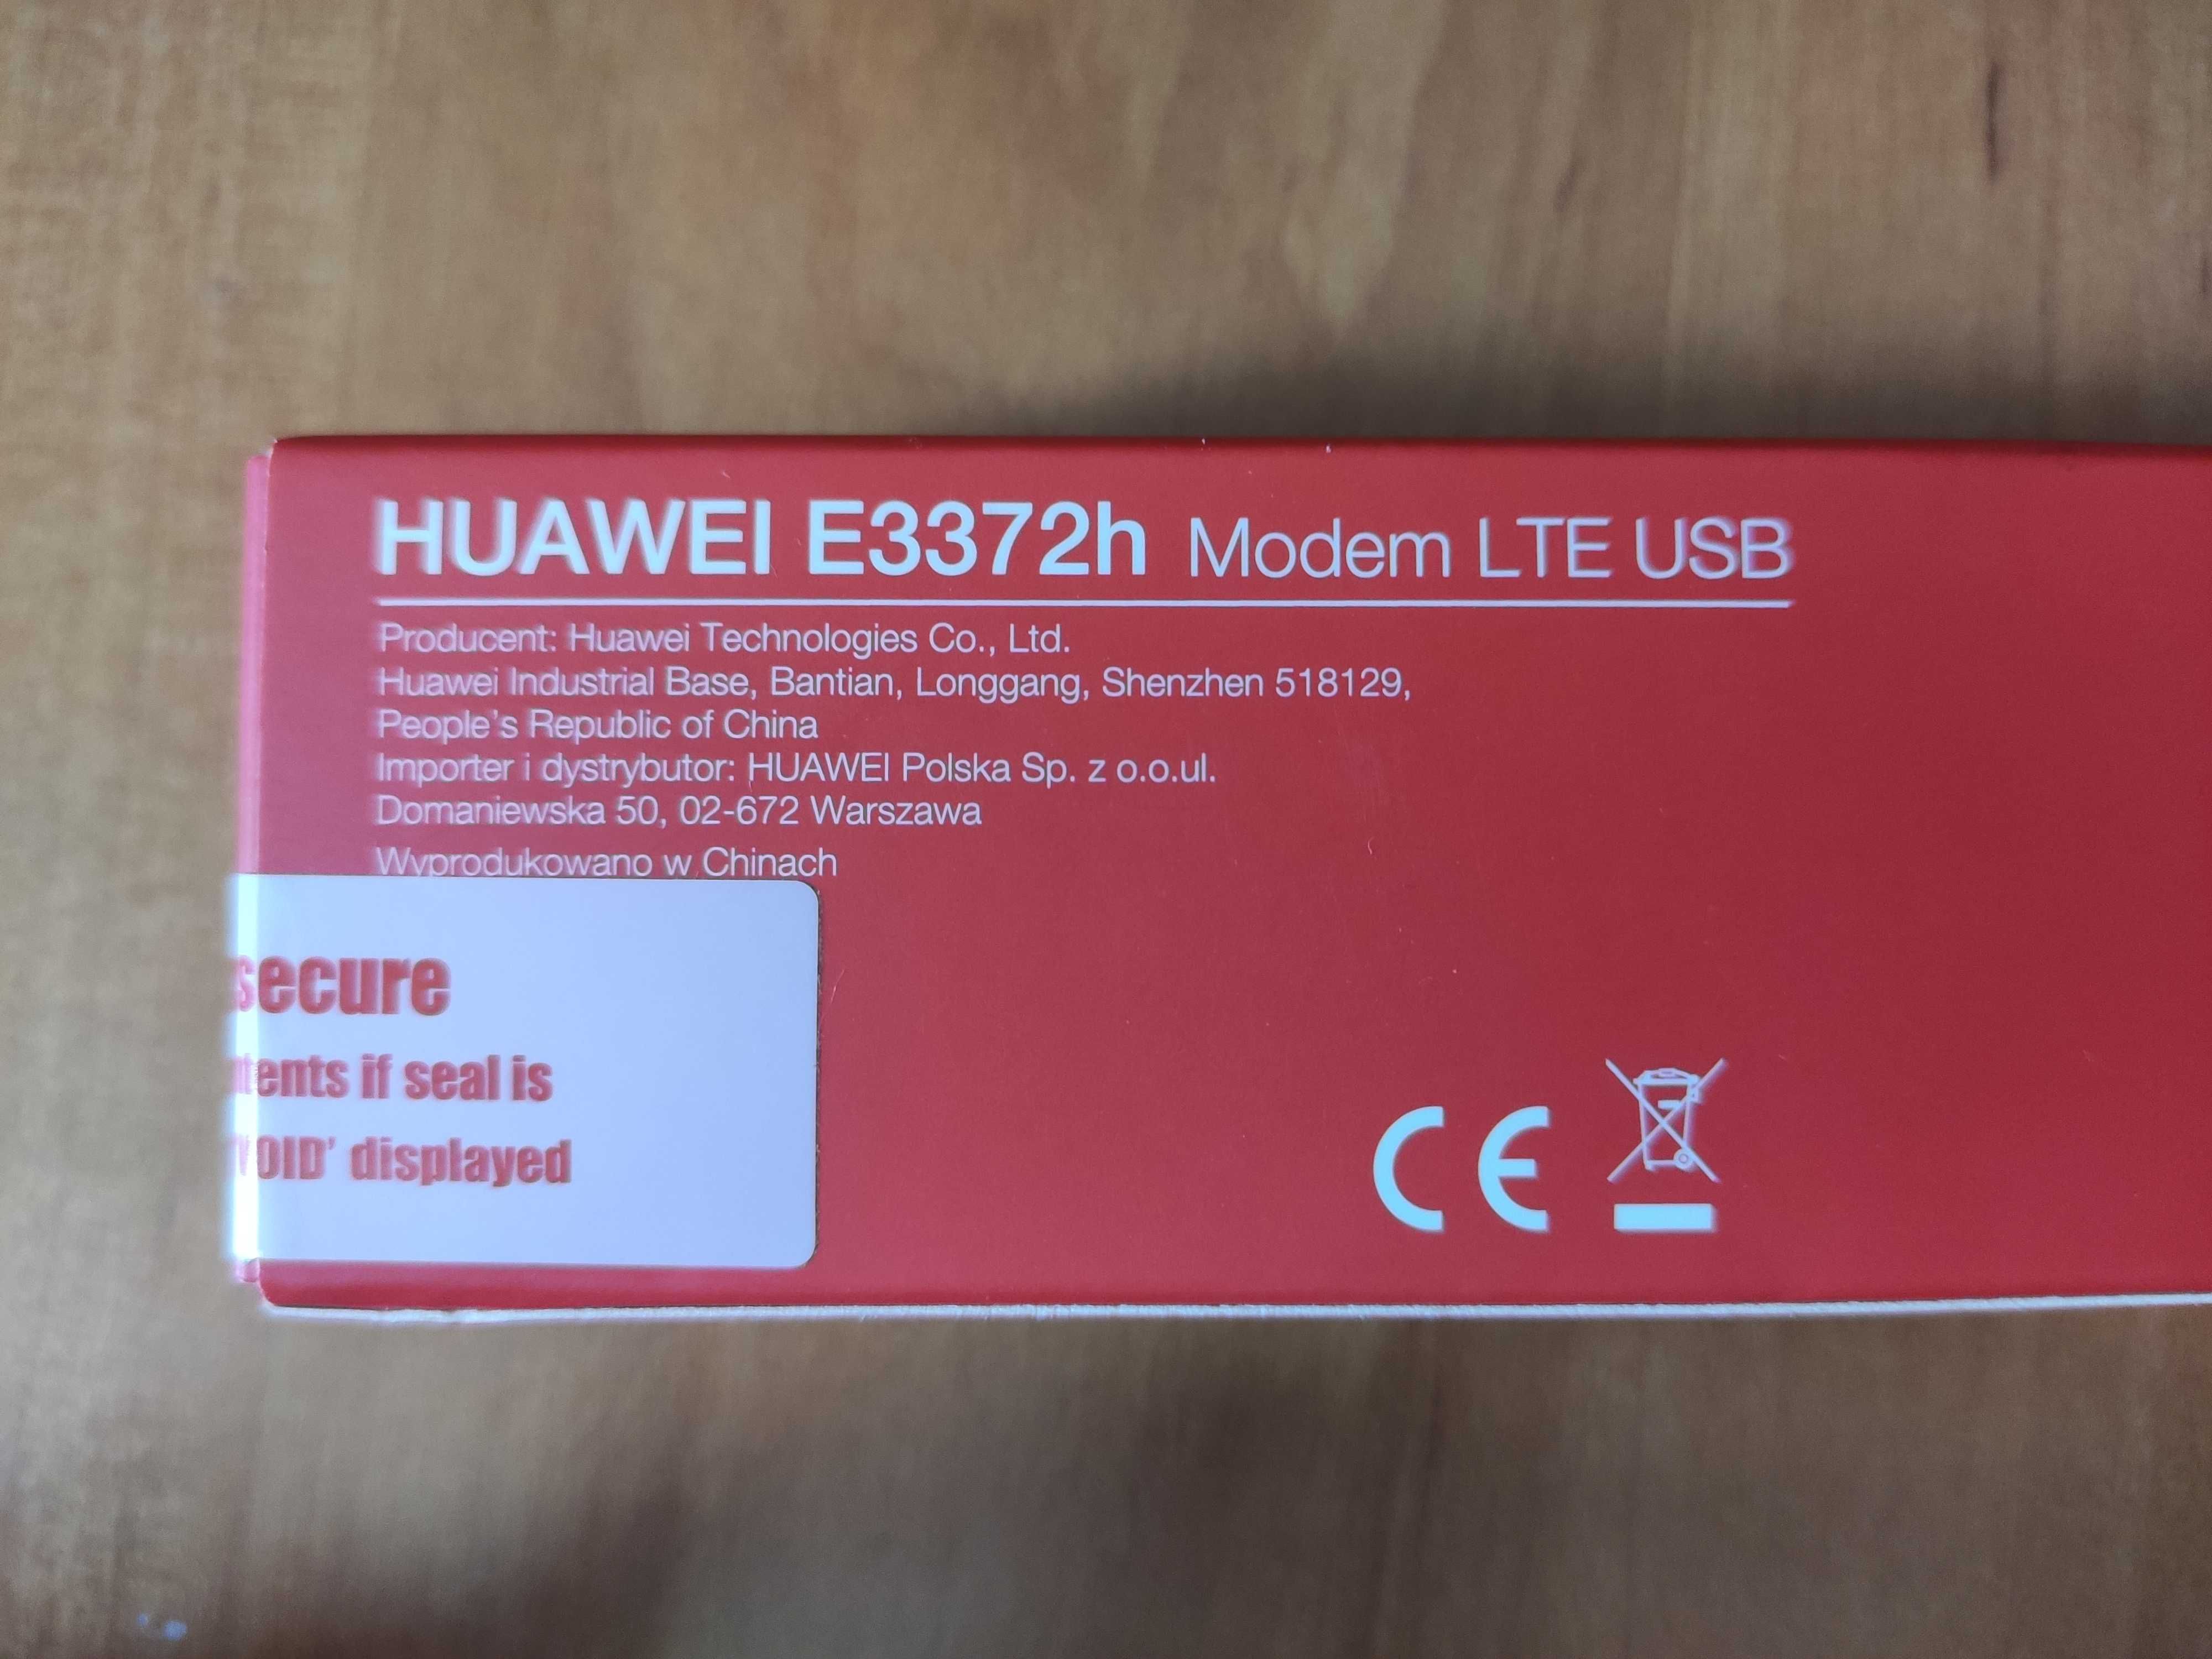 HUAWEI E3372h Modem LTE USB
Producent: Huawei Technologies Co., Ltd.
Huawei Industrial Base, Bantian, Longgang, Shenzhen 518129,
People's Republic of China
Importer i dystrybutor: HUAWEI Polska Sp. z o.o.ul.
Domaniewska 50, 02-672 Warszawa
Wyprodukowano w Chinach
secure
tents if seal is
'VOID' displayed
CE